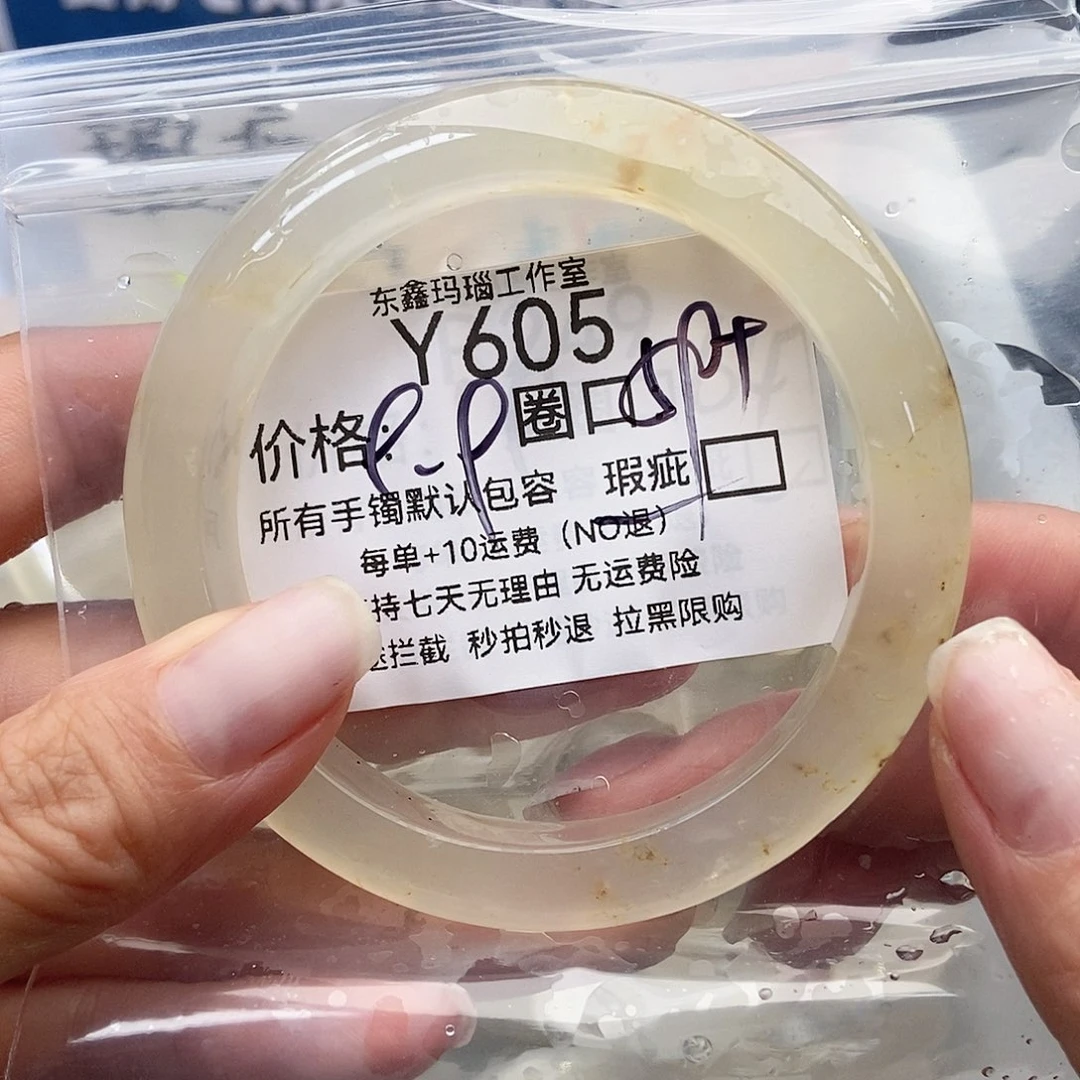 东鑫玛瑙工作室
Y605
价格: 圈□
所有手镯默认包容 瑕疵
每单+10运费（NO退）
持七天无理由 无运费险
拦截 秒拍秒退 拉黑限购